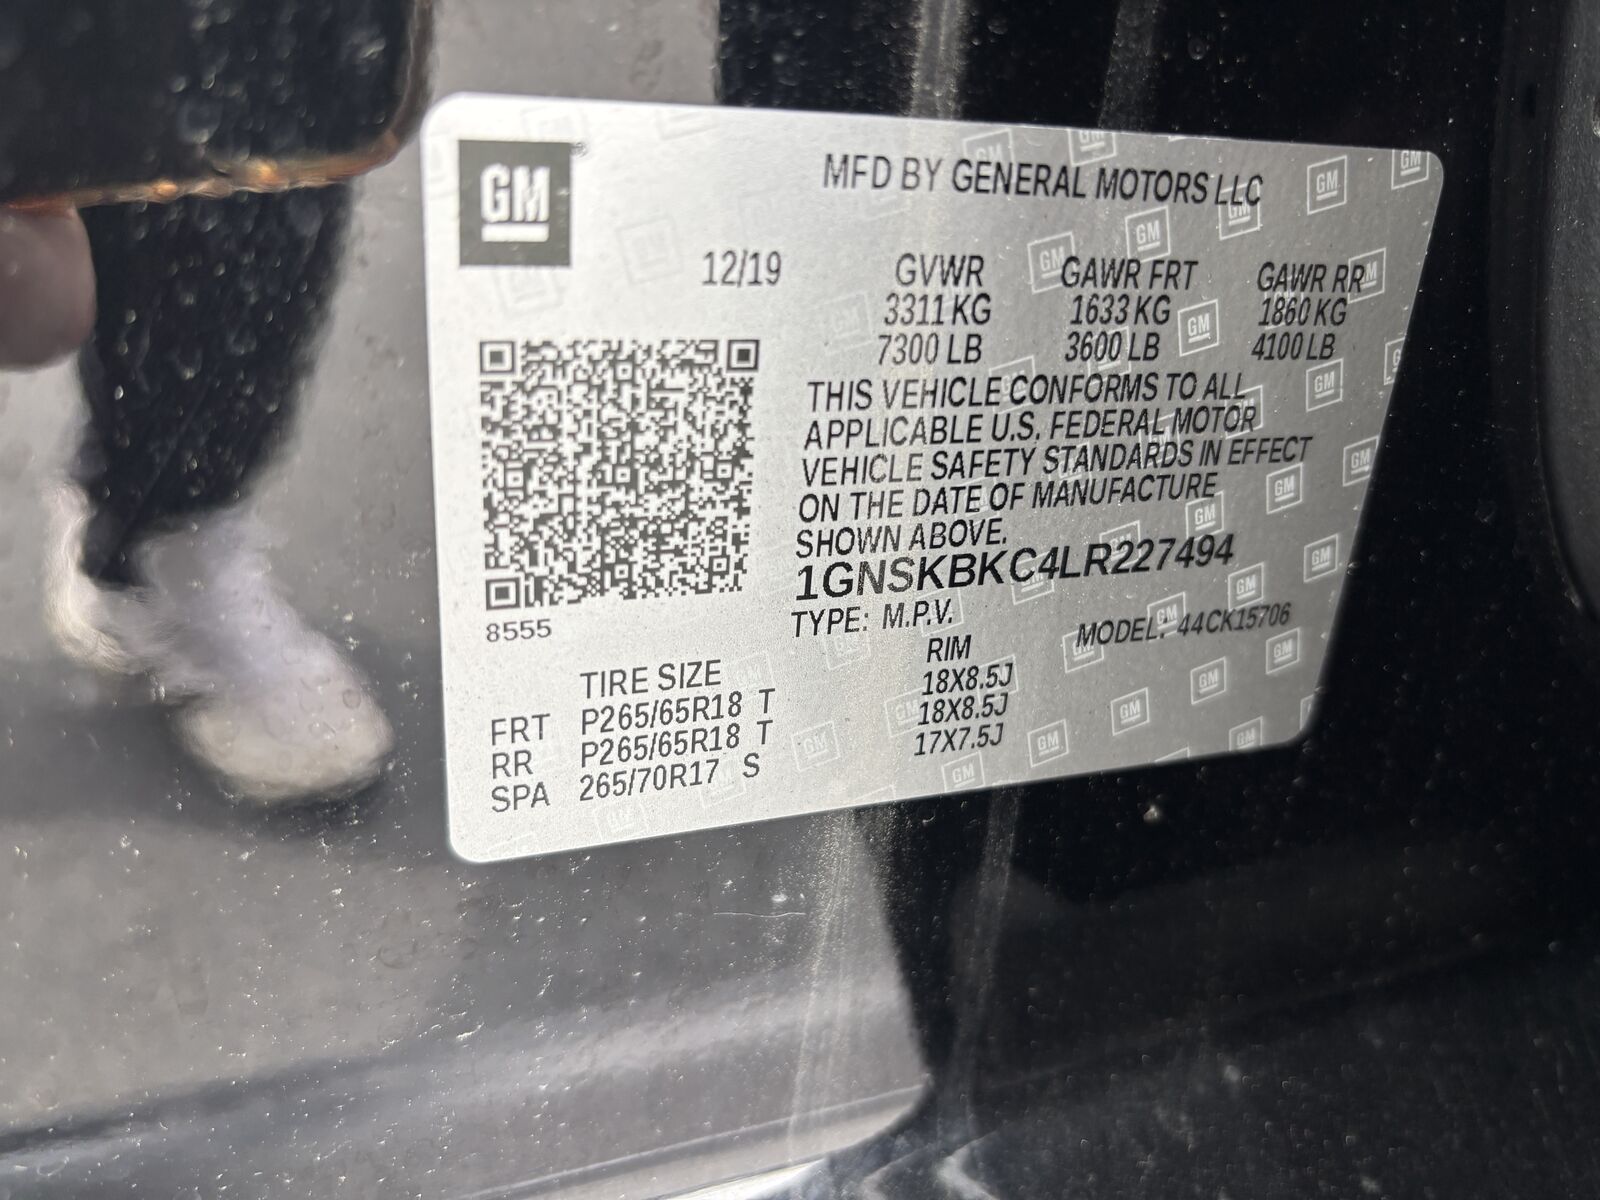 GM
MFD BY GENERAL MOTORS LLC
12/19 GVWR GAWR FRT GAWR RR
3311 KG 1633 KG 1860 KG
7300 LB 3600 LB 4100 LB
THIS VEHICLE CONFORMS TO ALL
APPLICABLE U.S. FEDERAL MOTOR
VEHICLE SAFETY STANDARDS IN EFFECT
ON THE DATE OF MANUFACTURE
SHOWN ABOVE.
1GNSKBKC4LR227494
8555
TYPE: M.P.V. MODEL: 44CK15706
TIRE SIZE RIM
FRT P265/65R18 T 18X8.5J
RR P265/65R18 T 18X8.5J
SPA 265/70R17 S 17X7.5J